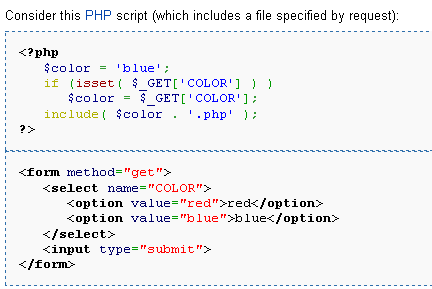 Consider this PHP script (which includes a file specified by request):
<?php
$color = 'blue';
if (isset( $_GET['COLOR'] ) )
$color = $_GET['COLOR'];
include( $color . '.php' );
?>
<form method="get">
<select name="COLOR">
<option value="red">red</option>
<option value="blue">blue</option>
</select>
<input type="submit">
</form>